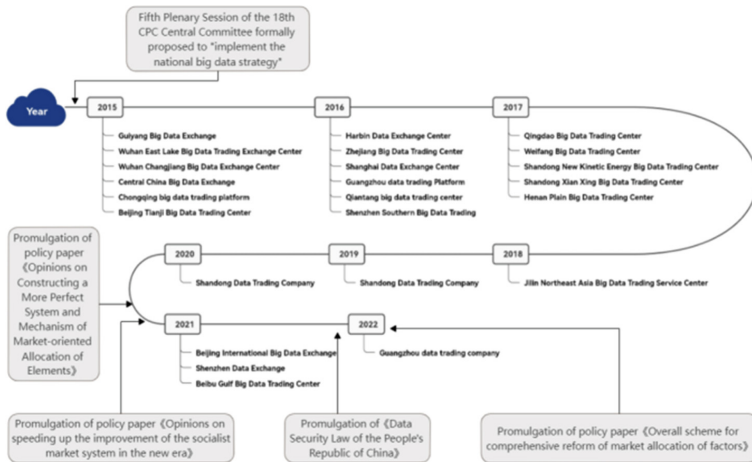 Fifth Plenary Session of the 18th
CPC Central Committee formally
proposed to "implement the
national big data strategy"
Year
2015
Guiyang Big Data Exchange
Wuhan East Lake Big Data Trading Exchange Center
Wuhan Changjiang Big Data Exchange Center
Central China Big Data Exchange
Chongqing big data trading platform
Beijing Tianji Big Data Trading Center
2016
Harbin Data Exchange Center
Zhejiang Big Data Trading Center
Shanghai Data Exchange Center
Guangzhou data trading Platform
Qiantang big data trading center
Shenzhen Southern Big Data Trading
2017
Qingdao Big Data Trading Center
Weifang Big Data Trading Center
Shandong New Kinetic Energy Big Data Trading Center
Shandong Xian Xing Big Data Trading Center
Henan Plain Big Data Trading Center
2018
Jilin Northeast Asia Big Data Trading Service Center
2019
Shandong Data Trading Company
2020
Shandong Data Trading Company
Promulgation of
policy paper
《Opinions on
Constructing a
More Perfect
System and
Mechanism of
Market-oriented
Allocation of
Elements》
2021
Beijing International Big Data Exchange
Shenzhen Data Exchange
Beibu Gulf Big Data Trading Center
2022
Guangzhou data trading company
Promulgation of policy paper《Opinions on
speeding up the improvement of the socialist
market system in the new era》
Promulgation of《Data
Security Law of the People's
Republic of China》
Promulgation of policy paper《Overall scheme for
comprehensive reform of market allocation of factors》